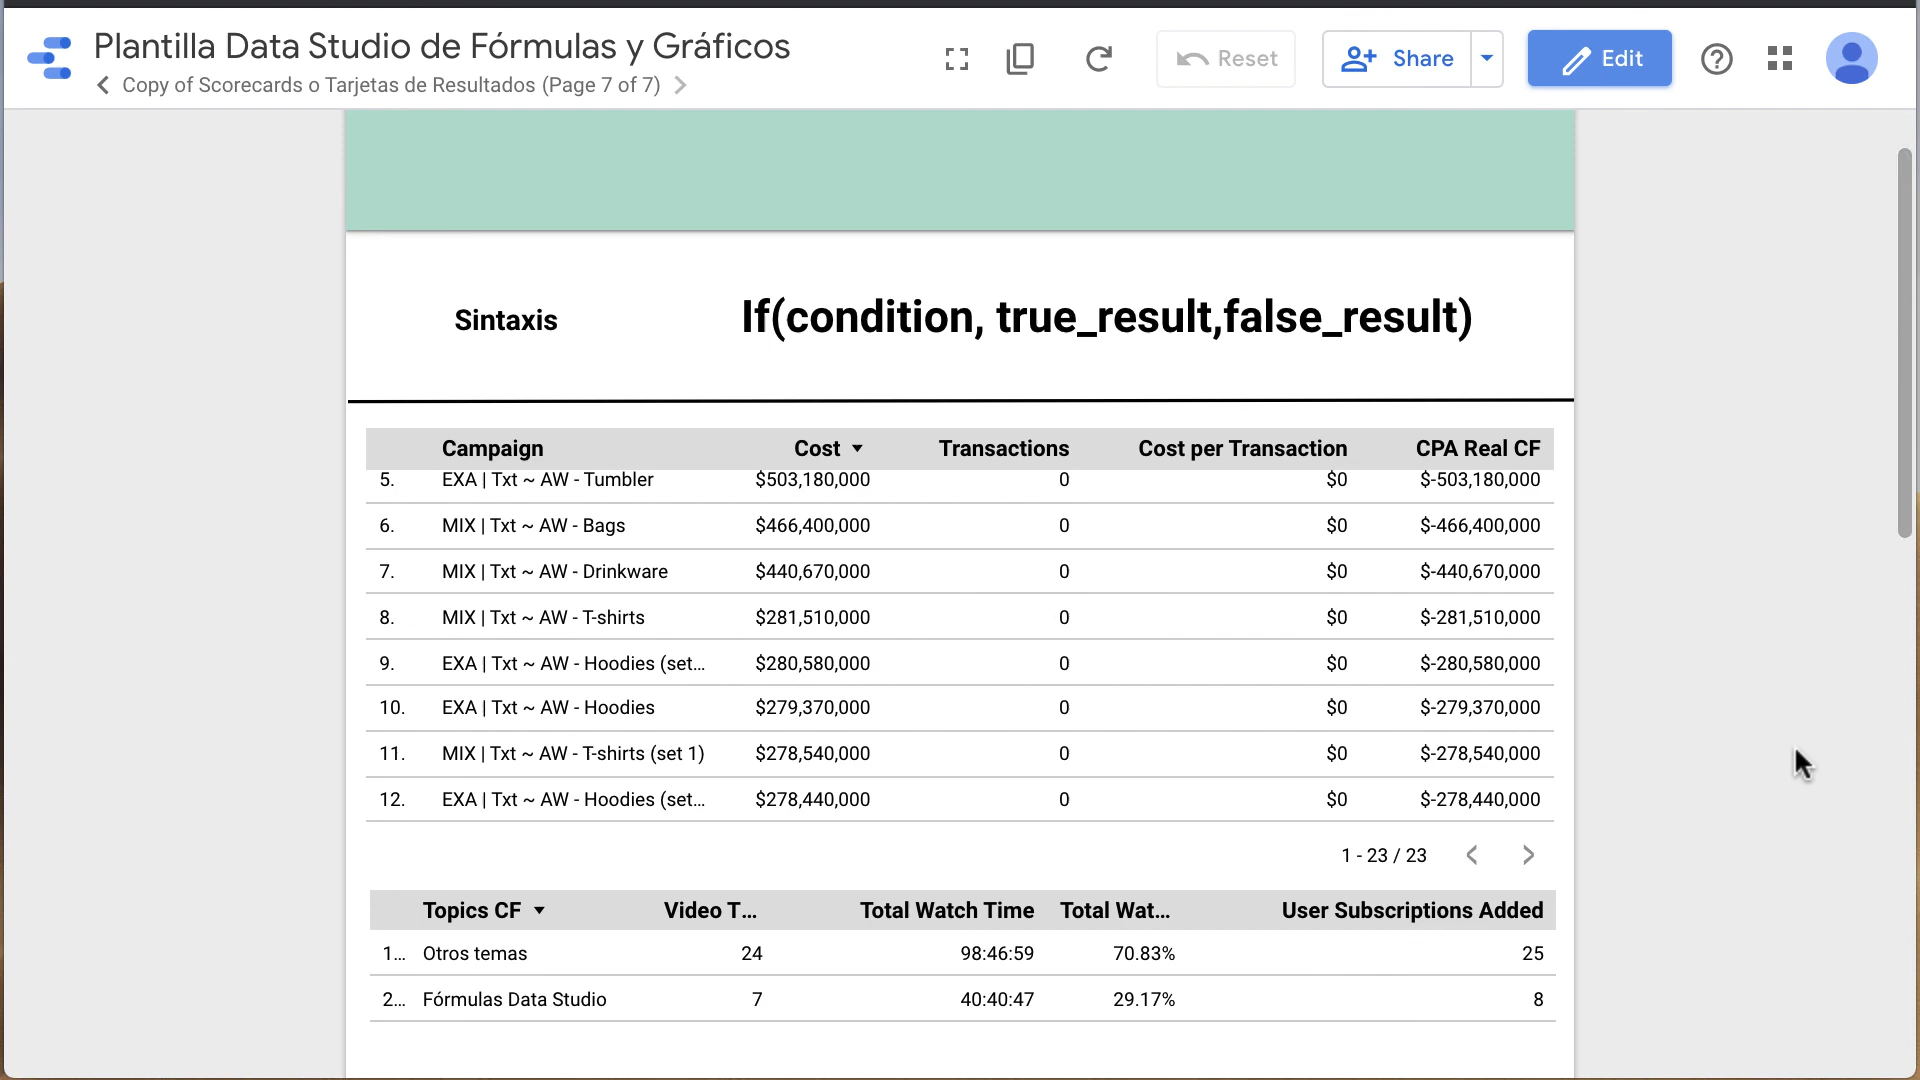 Plantilla Data Studio de Fórmulas y Gráficos
Copy of Scorecards o Tarjetas de Resultados (Page 7 of 7)
Reset
Share
Edit
Sintaxis
If(condition, true_result,false_result)
Campaign Cost Transactions Cost per Transaction CPA Real CF
5. EXA | Txt ~ AW - Tumbler $503,180,000 0 $0 $-503,180,000
6. MIX | Txt ~ AW - Bags $466,400,000 0 $0 $-466,400,000
7. MIX | Txt ~ AW - Drinkware $440,670,000 0 $0 $-440,670,000
8. MIX | Txt ~ AW - T-shirts $281,510,000 0 $0 $-281,510,000
9. EXA | Txt ~ AW - Hoodies (set... $280,580,000 0 $0 $-280,580,000
10. EXA | Txt ~ AW - Hoodies $279,370,000 0 $0 $-279,370,000
11. MIX | Txt ~ AW - T-shirts (set 1) $278,540,000 0 $0 $-278,540,000
12. EXA | Txt ~ AW - Hoodies (set... $278,440,000 0 $0 $-278,440,000
1 - 23 / 23
Topics CF Video T... Total Watch Time Total Wat... User Subscriptions Added
1... Otros temas 24 98:46:59 70.83% 25
2... Fórmulas Data Studio 7 40:40:47 29.17% 8